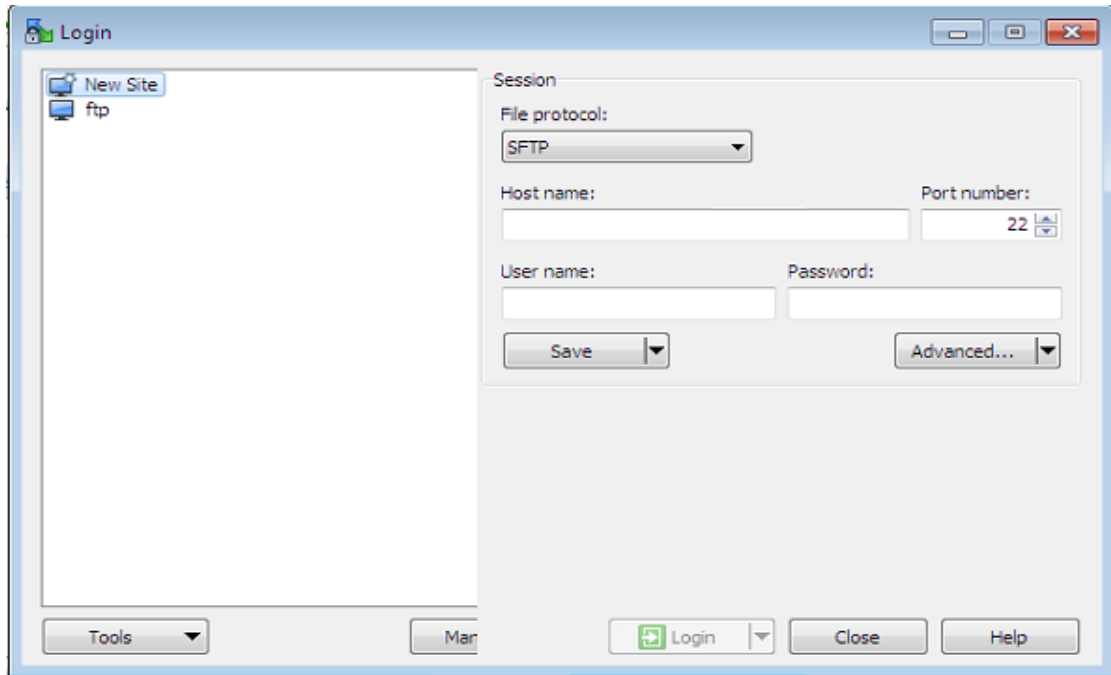 Login
New Site
ftp
Session
File protocol:
SFTP
Host name:
Port number:
22
User name:
Password:
Save
Advanced...
Tools
Man
Login
Close
Help